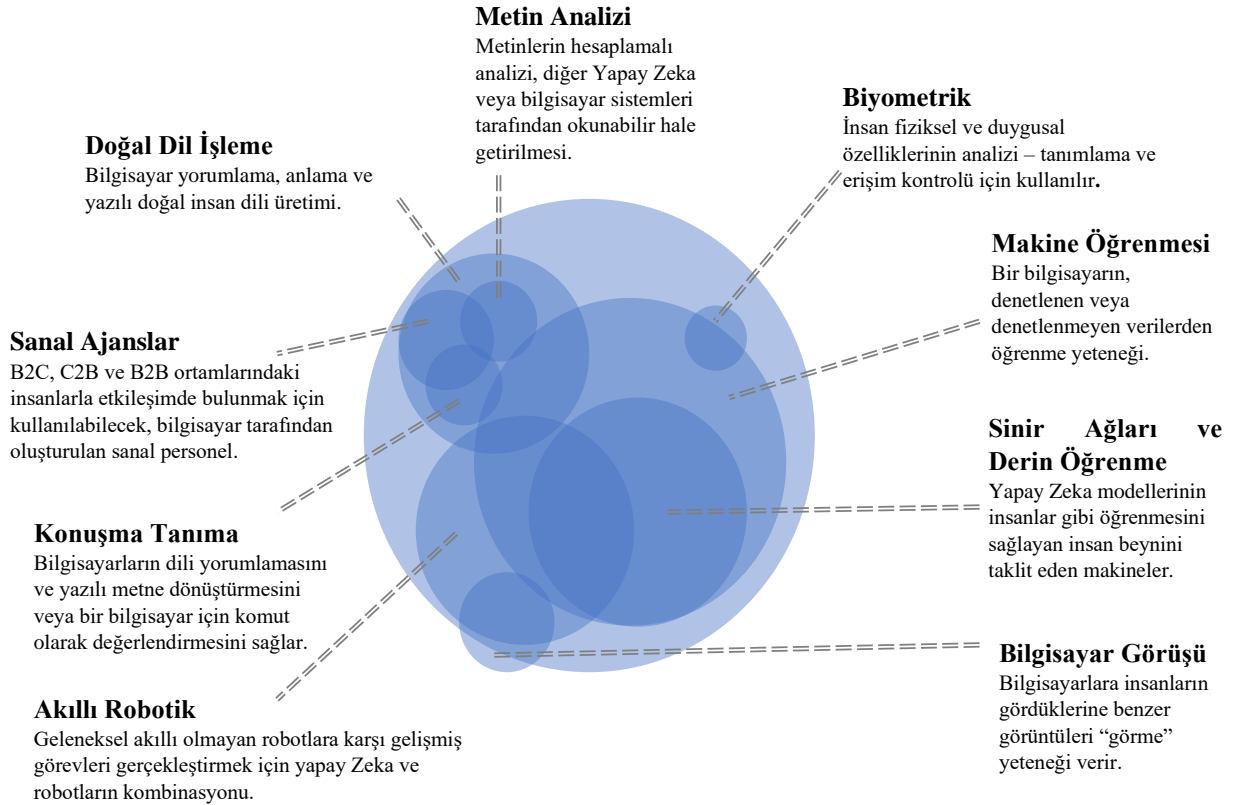 Metin Analizi
Metinlerin hesaplamalı
analizi, diğer Yapay Zeka
veya bilgisayar sistemleri
tarafından okunabilir hale
getirilmesi.
Biyometrik
İnsan fiziksel ve duygusal
özelliklerinin analizi – tanımlama ve
erişim kontrolü için kullanılır.
Doğal Dil İşleme
Bilgisayar yorumlama, anlama ve
yazılı doğal insan dili üretimi.
Makine Öğrenmesi
Bir bilgisayarın,
denetlenen veya
denetlenmeyen verilerden
öğrenme yeteneği.
Sanal Ajanslar
B2C, C2B ve B2B ortamlarındaki
insanlarla etkileşimde bulunmak için
kullanılabilecek, bilgisayar tarafından
oluşturulan sanal personel.
Sinir Ağları ve
Derin Öğrenme
Yapay Zeka modellerinin
insanlar gibi öğrenmesini
sağlayan insan beynini
taklit eden makineler.
Konuşma Tanıma
Bilgisayarların dili yorumlamasını
ve yazılı metne dönüştürmesini
veya bir bilgisayar için komut
olarak değerlendirmesini sağlar.
Bilgisayar Görüşü
Bilgisayarlara insanların
gördüklerine benzer
görüntüleri “görme”
yeteneği verir.
Akıllı Robotik
Geleneksel akıllı olmayan robotlara karşı gelişmiş
görevleri gerçekleştirmek için yapay Zeka ve
robotların kombinasyonu.